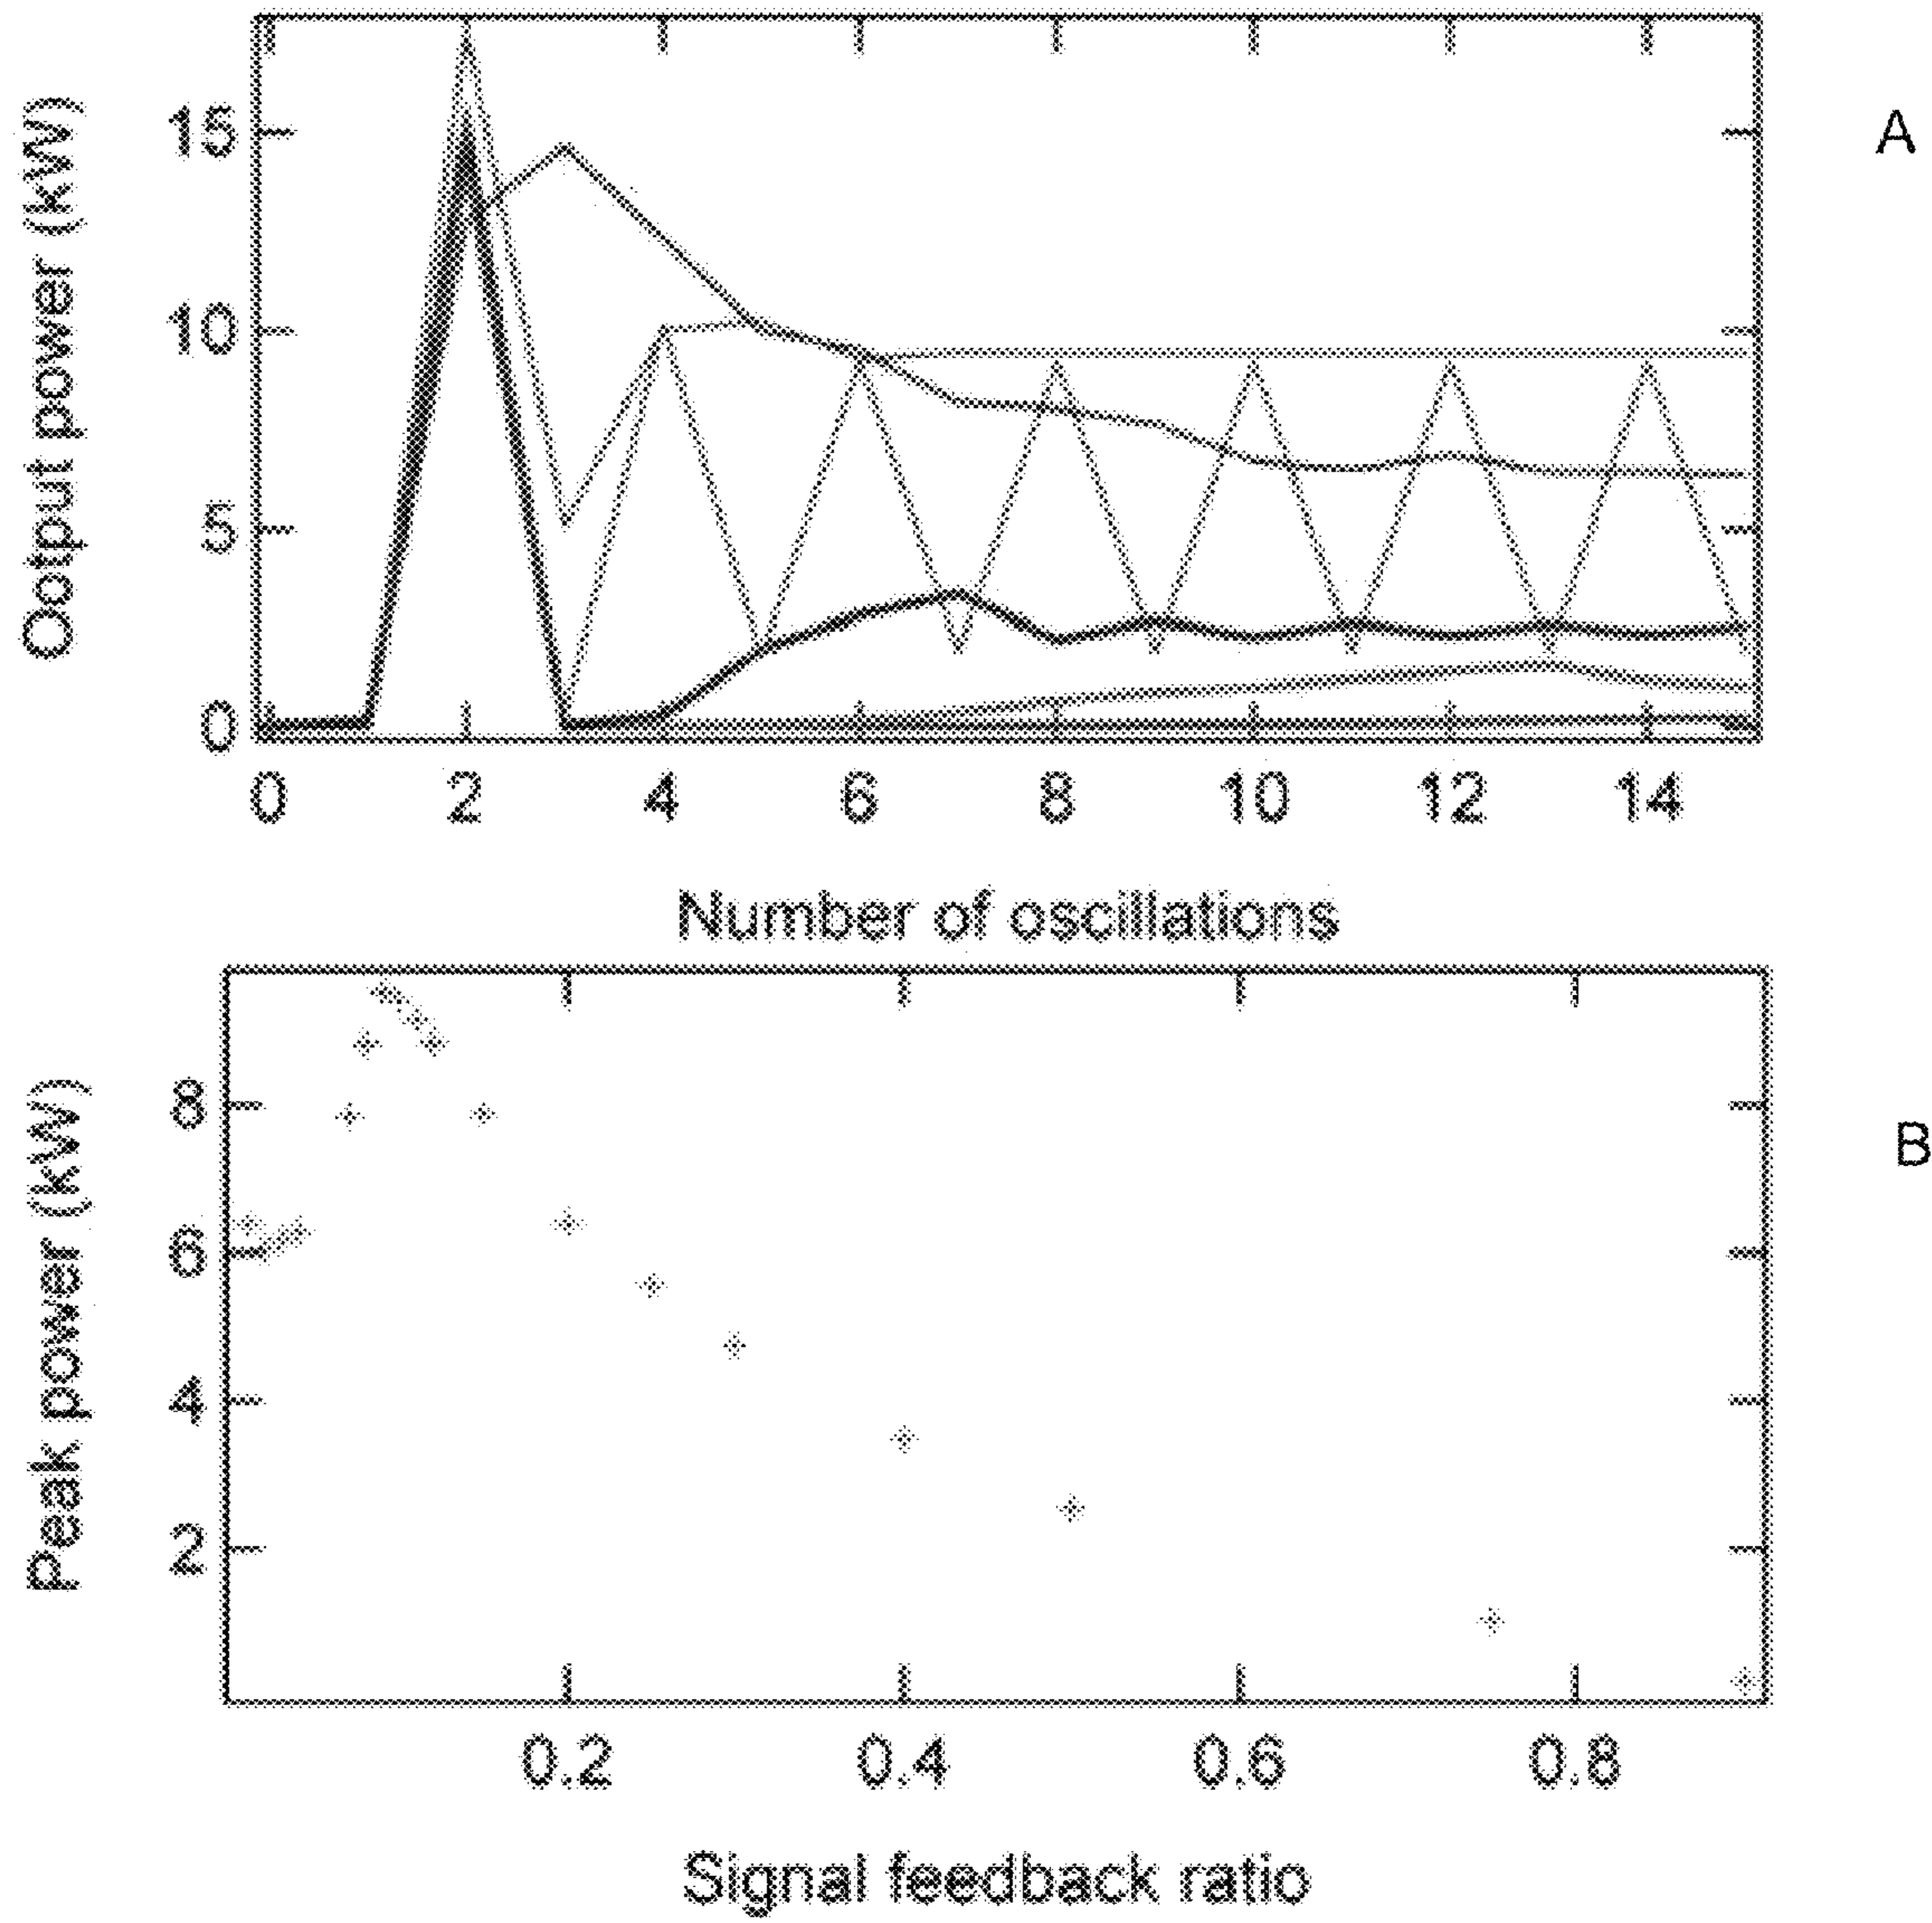 Ootput power (kW)
15
10
5
0
A
0 2 4 6 8 10 12 14
Number of oscillations
Peak power (kW)
8
6
4
2
B
0.2 0.4 0.6 0.8
Signal feedback ratio